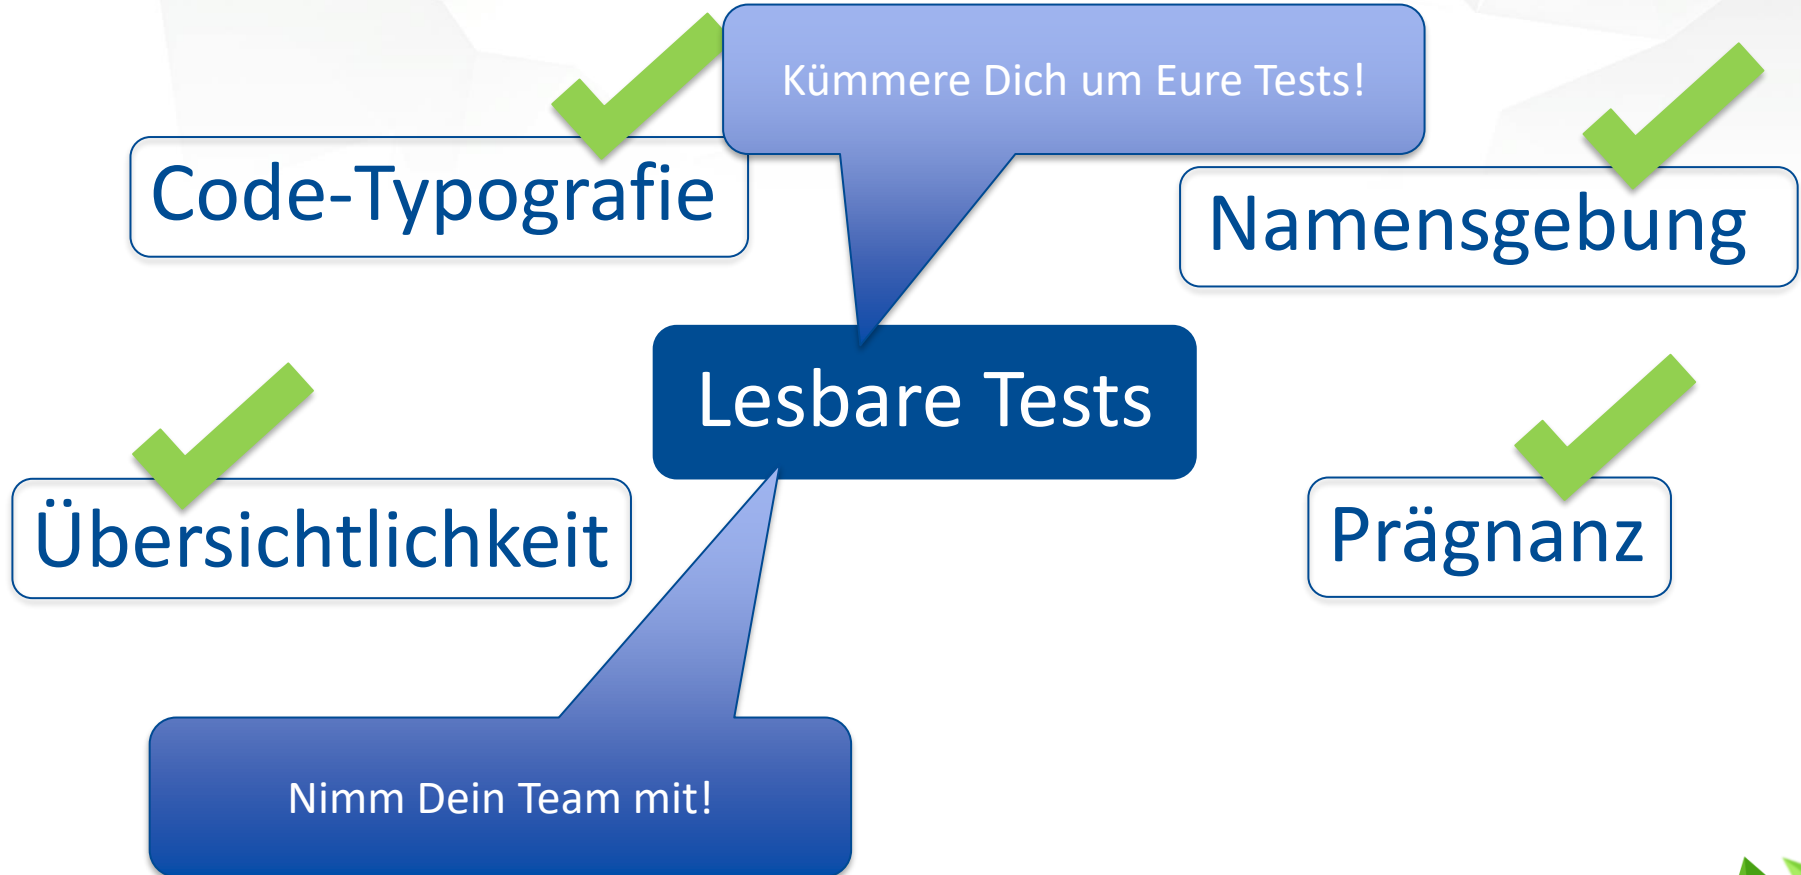 Kümmere Dich um Eure Tests!
Code-Typografie
Namensgebung
Lesbare Tests
Übersichtlichkeit
Prägnanz
Nimm Dein Team mit!